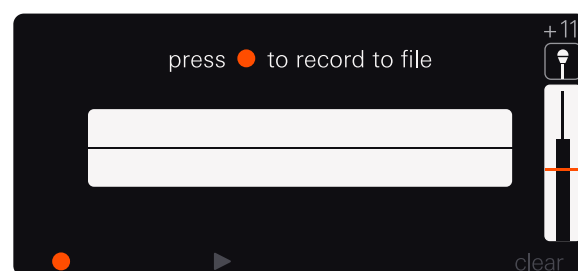 +11
press ● to record to file
clear